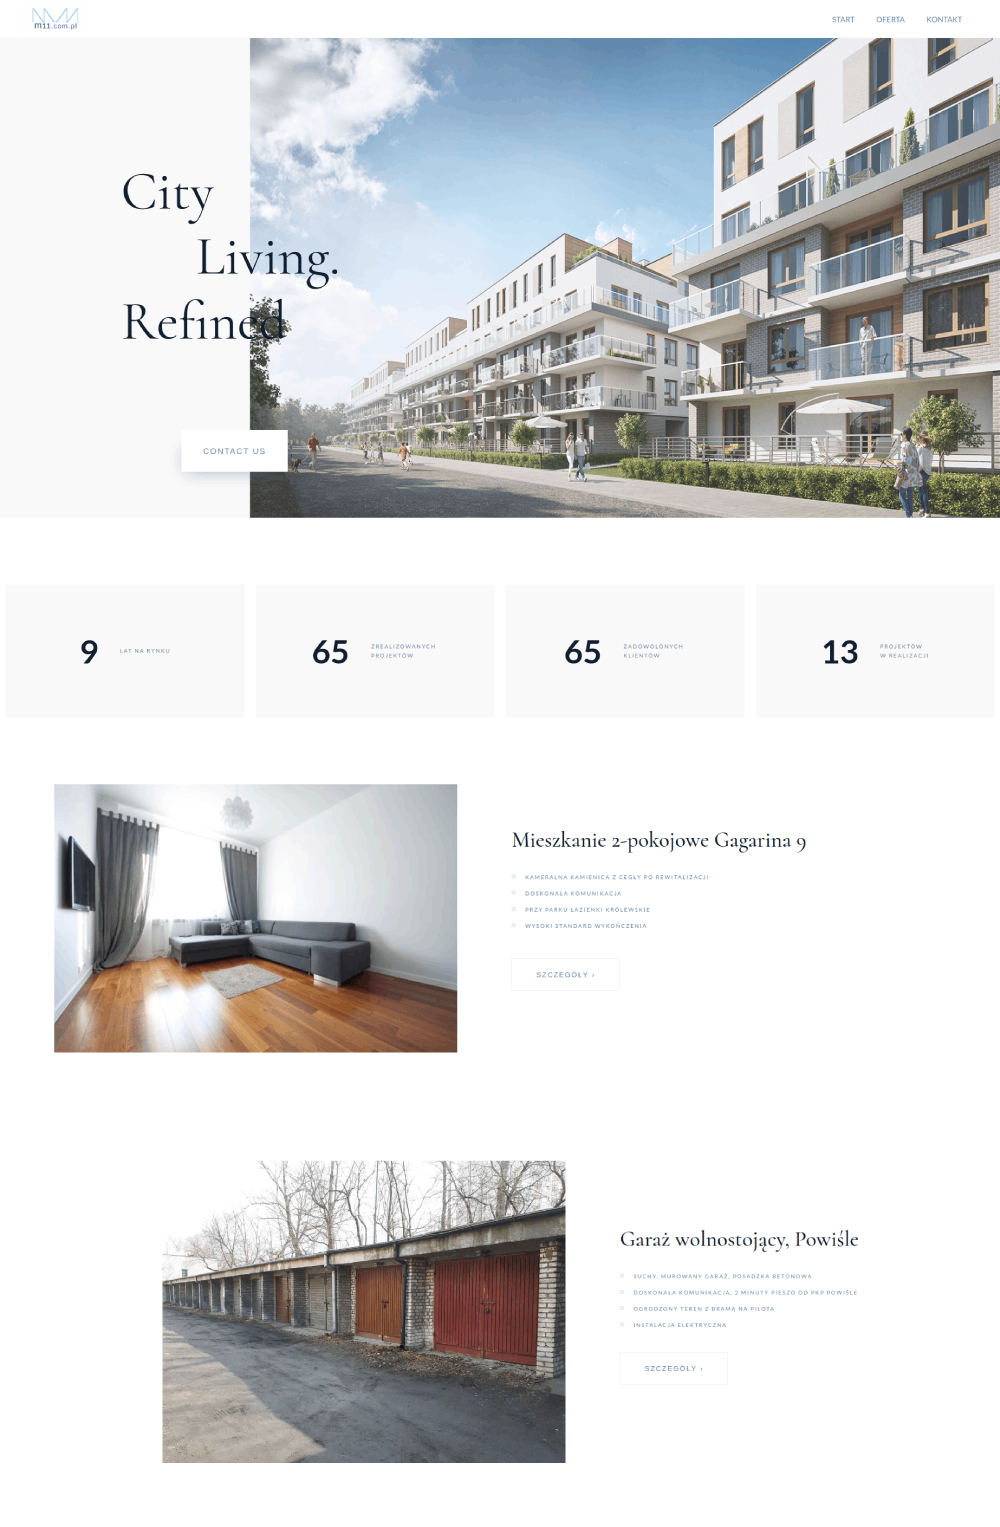 m11.com.pl
START OFERTA KONTAKT
City
Living.
Refined
CONTACT US
9 LAT NA RYNKU
65 ZREALIZOWANYCH
PROJEKTÓW
65 ZADOWOLONYCH
KLIENTÓW
13 PROJEKTÓW
W REALIZACJI
Mieszkanie 2-pokojowe Gagarina 9
KAMERALNA KAMIENICA Z CEGŁY PO REWITALIZACJI
DOSKONAŁA KOMUNIKACJA
PRZY PARKU ŁAZIENKI KRÓLEWSKIE
WYSOKI STANDARD WYKOŃCZENIA
SZCZEGÓŁY ›
Garaż wolnostojący, Powiśle
SUCHY, MUROWANY GARAŻ, POSADZKA BETONOWA
DOSKONAŁA KOMUNIKACJA, 2 MINUTY PIESZO OD PKP POWIŚLE
OGRODZONY TEREN Z BRAMĄ NA PILOTA
INSTALACJA ELEKTRYCZNA
SZCZEGÓŁY ›